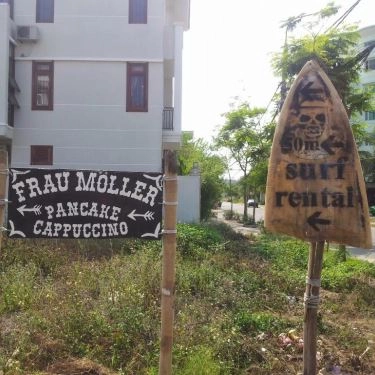 FRAU MÖLLER
PANCAKE
CAPPUCCINO
50m
surf
rental